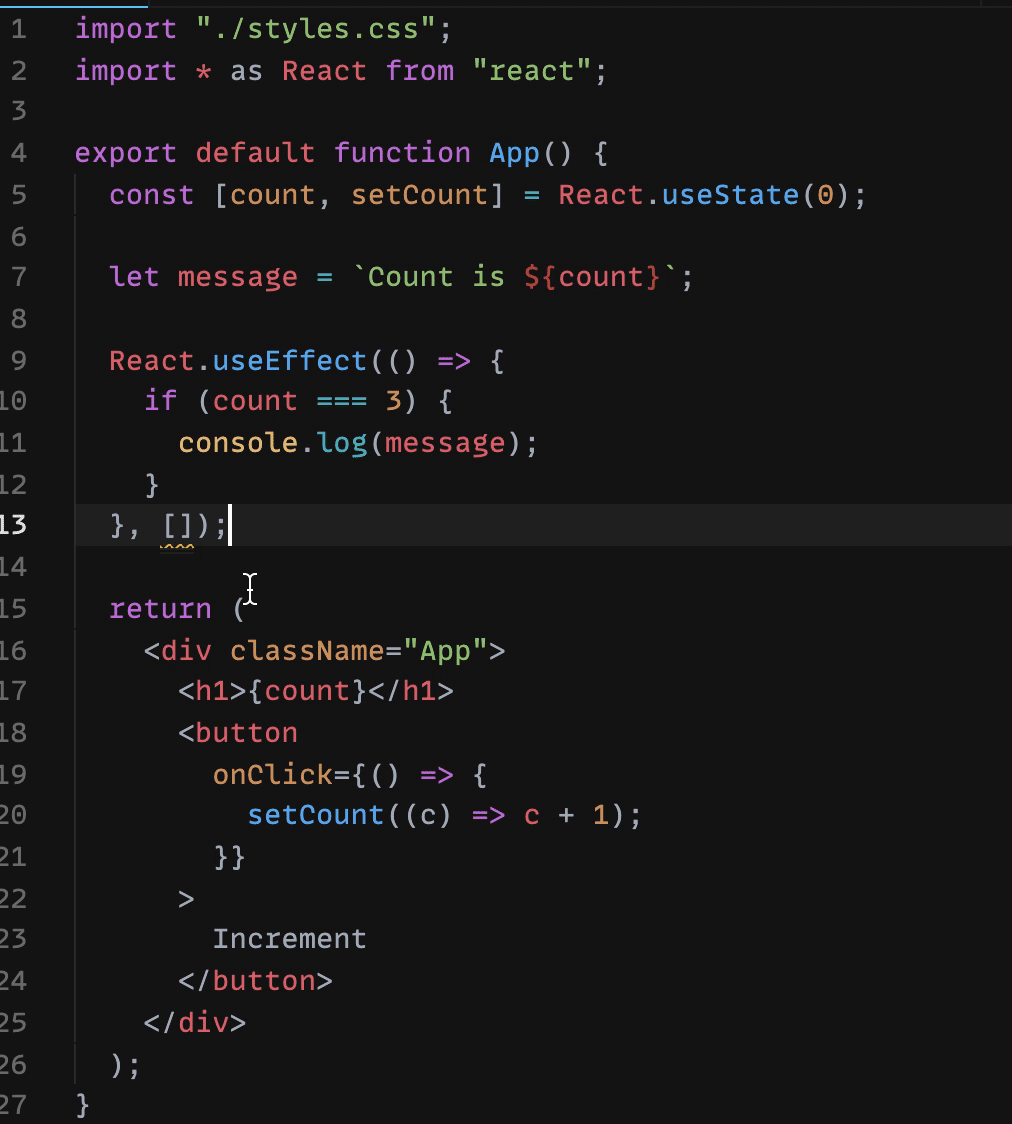 1 import "./styles.css";
2 import * as React from "react";
3
4 export default function App() {
5   const [count, setCount] = React.useState(0);
6
7   let message = `Count is ${count}`;
8
9   React.useEffect(() => {
10     if (count === 3) {
11       console.log(message);
12     }
13   }, []);
14
15   return (
16     <div className="App">
17       <h1>{count}</h1>
18       <button
19         onClick={() => {
20           setCount((c) => c + 1);
21         }}
22       >
23         Increment
24       </button>
25     </div>
26   );
27 }